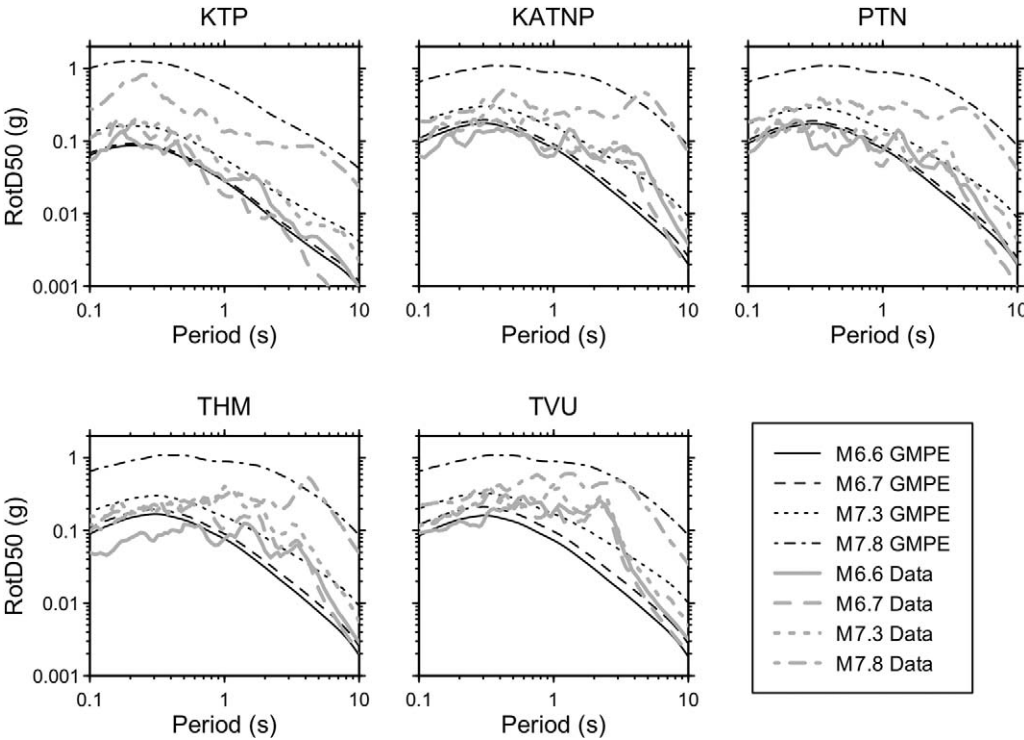 KTP
KATNP
PTN
RotD50 (g)
1
0.1
0.01
0.001
0.1
1
10
0.1
1
10
0.1
1
10
Period (s)
Period (s)
Period (s)
THM
TVU
RotD50 (g)
1
0.1
0.01
0.001
0.1
1
10
0.1
1
10
Period (s)
Period (s)
M6.6 GMPE
M6.7 GMPE
M7.3 GMPE
M7.8 GMPE
M6.6 Data
M6.7 Data
M7.3 Data
M7.8 Data